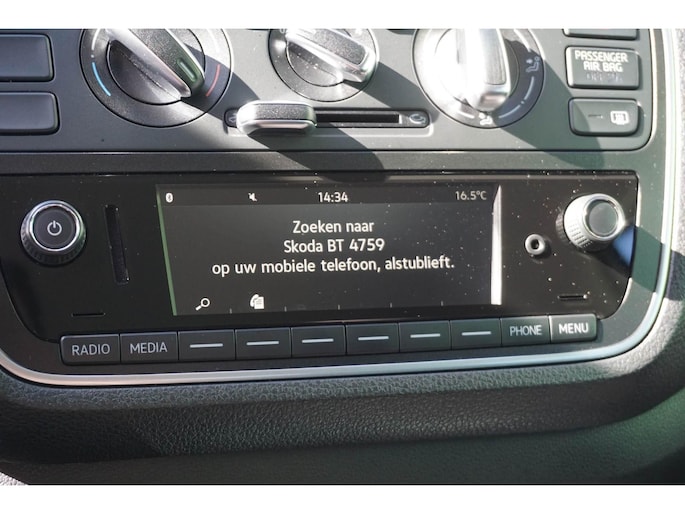 PASSENGER
AIR BAG
OFF
14:34
16.5°C
Zoeken naar
Skoda BT 4759
op uw mobiele telefoon, alstublieft.
RADIO
MEDIA
PHONE
MENU